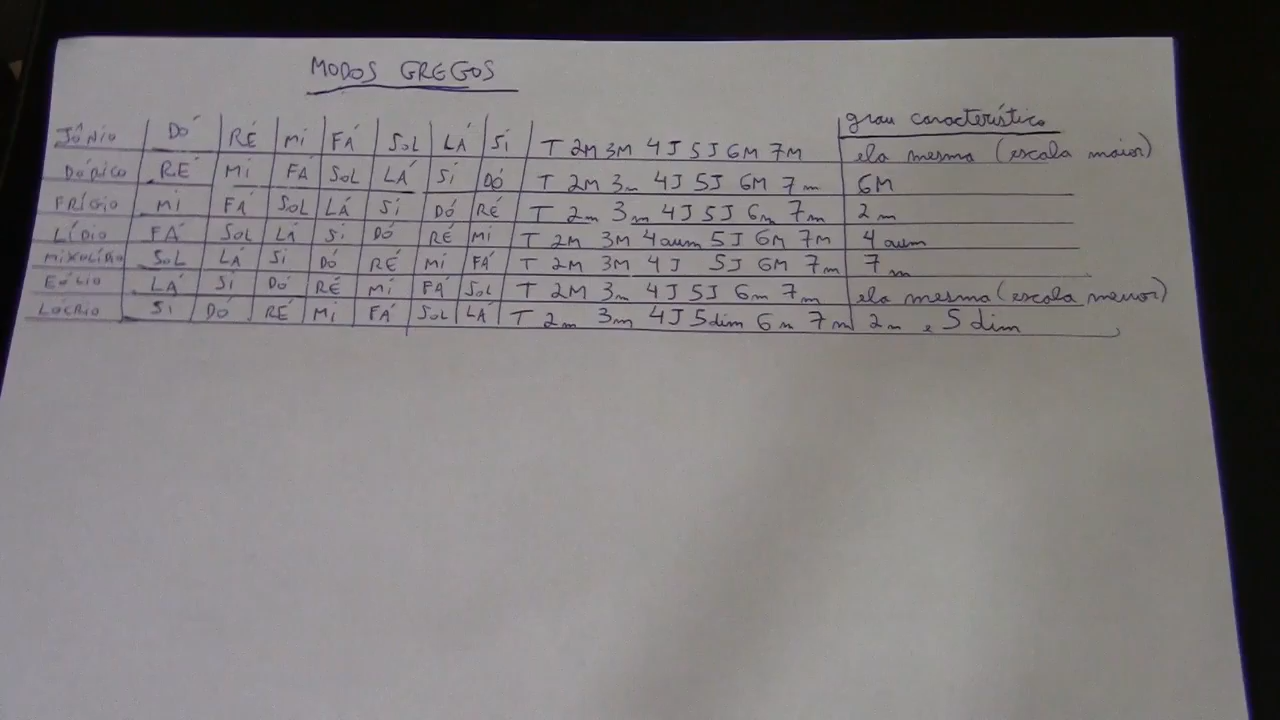 MODOS GREGOS
grau característico
JÔNIO DÓ RÉ MI FÁ SOL LÁ SI T 2M 3M 4J 5J 6M 7M ela mesma (escala maior)
DÓRICO RÉ MI FÁ SOL LÁ SI DÓ T 2M 3m 4J 5J 6M 7m 6M
FRÍGIO MI FÁ SOL LÁ SI DÓ RÉ T 2m 3m 4J 5J 6m 7m 2m
LÍDIO FÁ SOL LÁ SI DÓ RÉ MI T 2M 3M 4aum 5J 6M 7M 4 aum
MIXOLÍDIO SOL LÁ SI DÓ RÉ MI FÁ T 2M 3M 4J 5J 6M 7m 7m
EÓLIO LÁ SI DÓ RÉ MI FÁ SOL T 2M 3m 4J 5J 6m 7m ela mesma (escala menor)
LÓCRIO SI DÓ RÉ MI FÁ SOL LÁ T 2m 3m 4J 5dim 6m 7m 2m e 5 dim